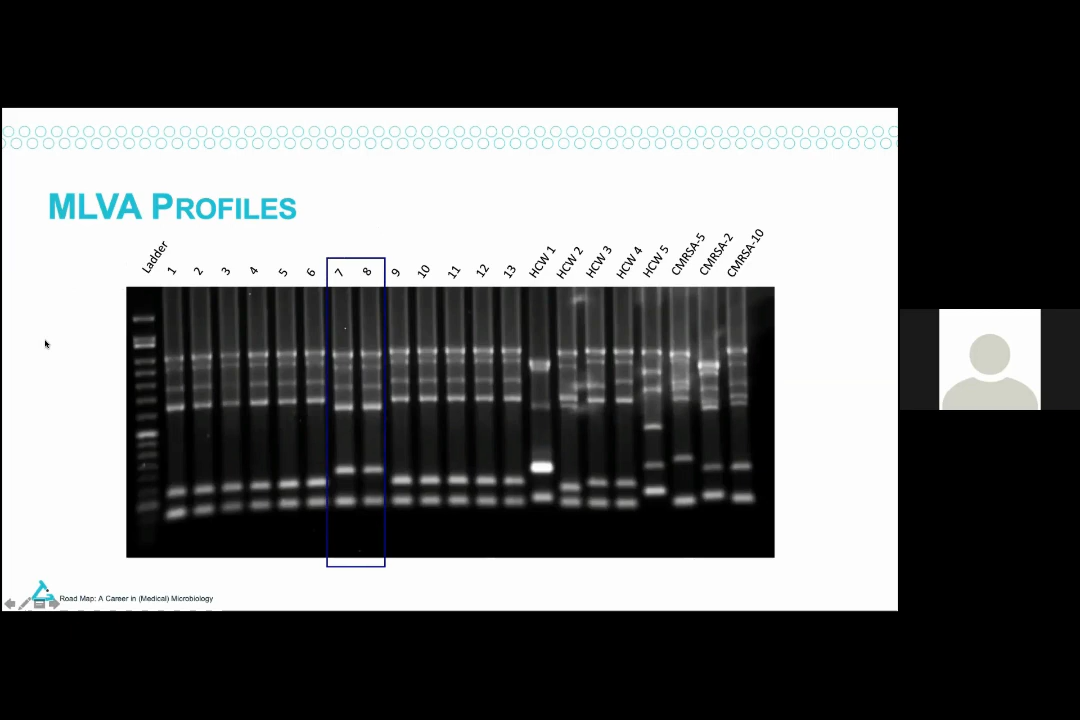 MLVA PROFILES
Ladder 1 2 3 4 5 6 7 8 9 10 11 12 13 HCW 1 HCW 2 HCW 3 HCW 4 HCW 5 CMRSA-5 CMRSA-2 CMRSA-10
Road Map: A Career in (Medical) Microbiology